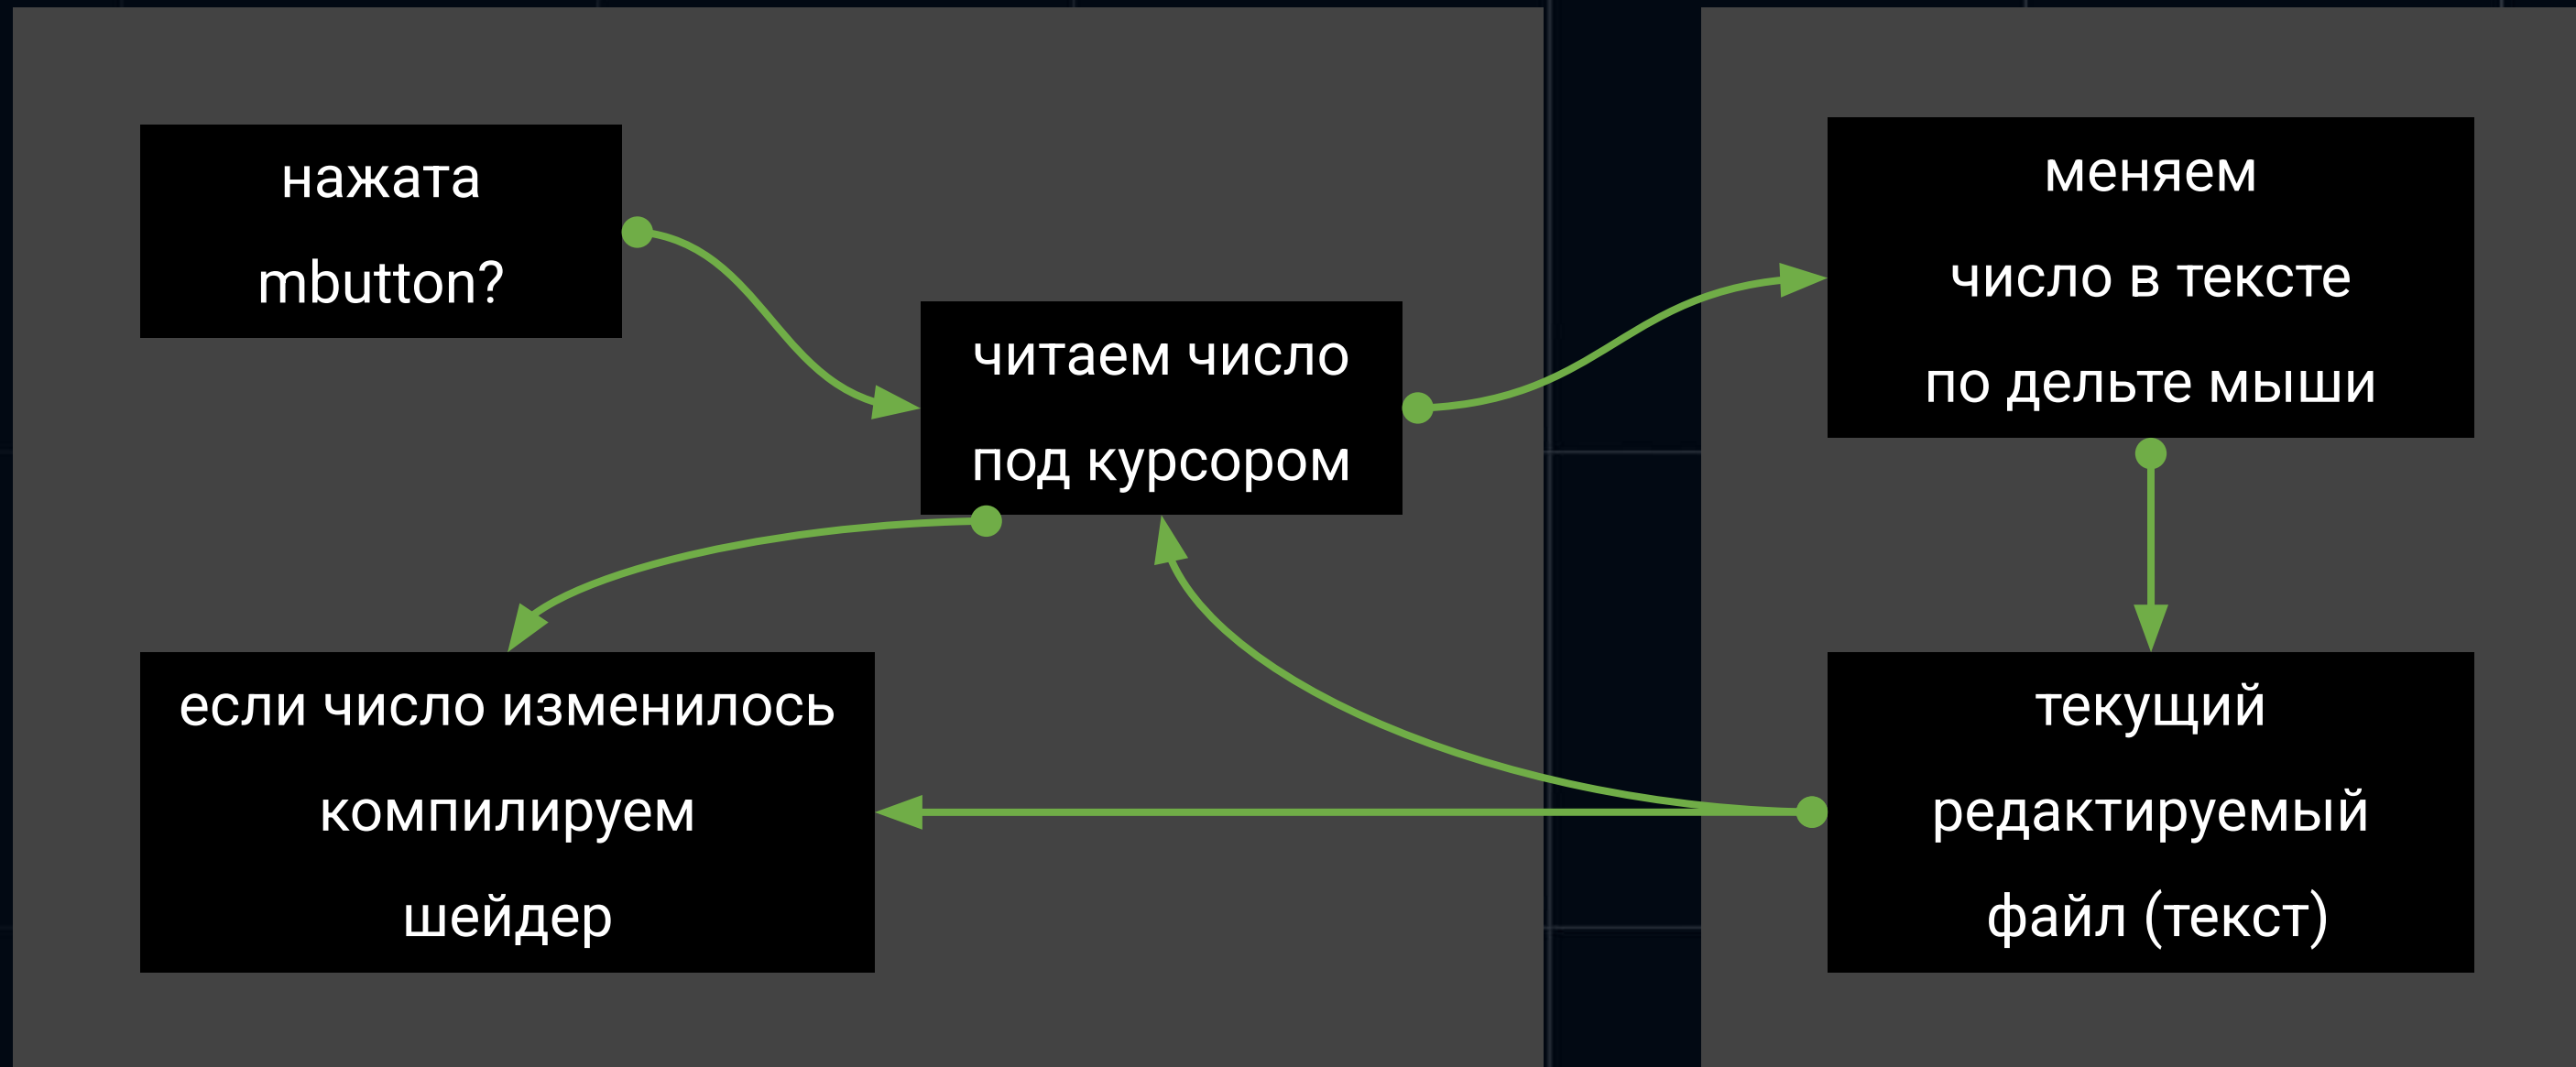 нажата
mbutton?
читаем число
под курсором
если число изменилось
компилируем
шейдер
меняем
число в тексте
по дельте мыши
текущий
редактируемый
файл (текст)